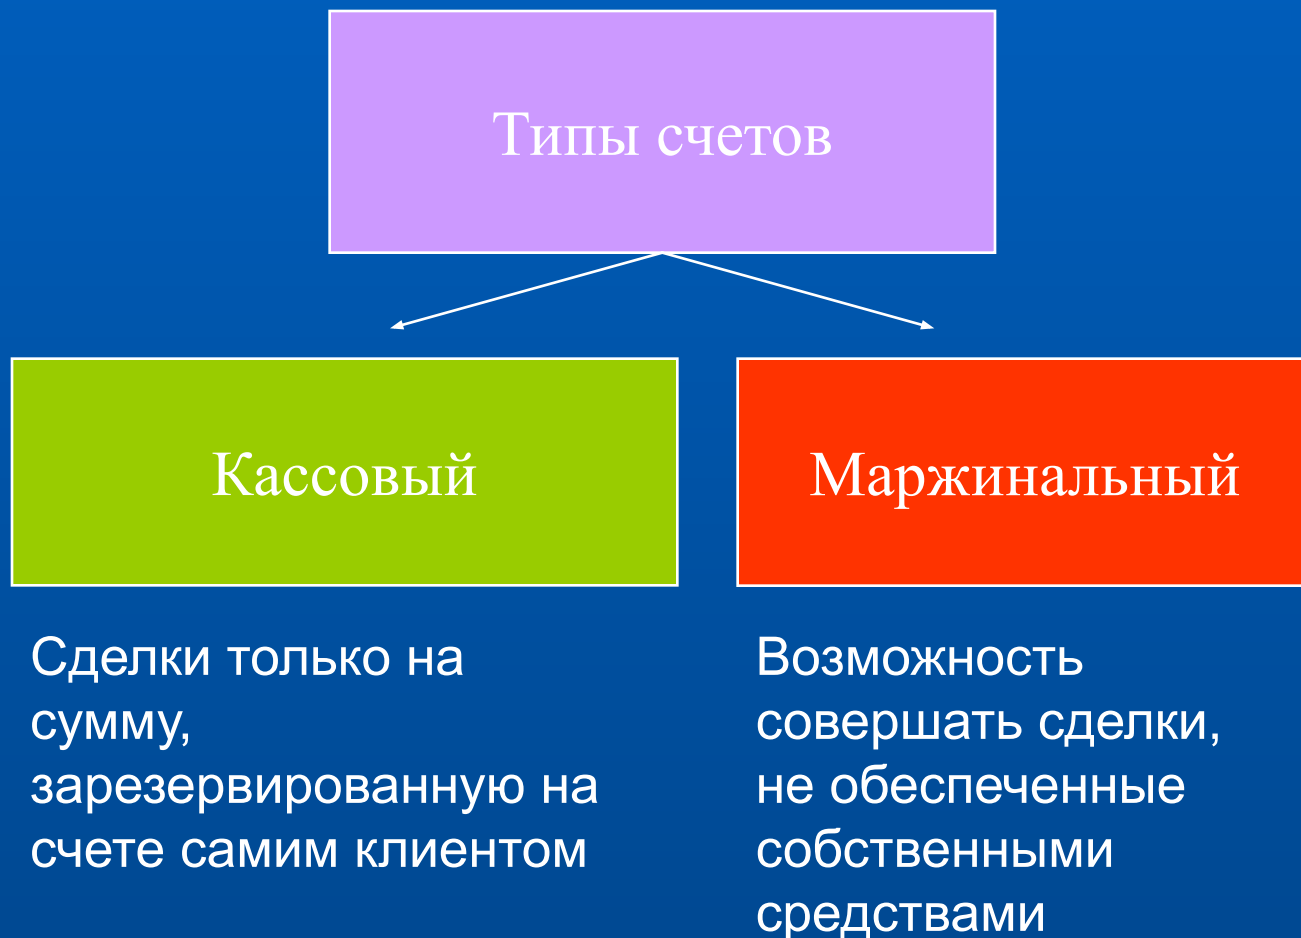 Типы счетов
Кассовый
Маржинальный
Сделки только на
сумму,
зарезервированную на
счете самим клиентом
Возможность
совершать сделки,
не обеспеченные
собственными
средствами